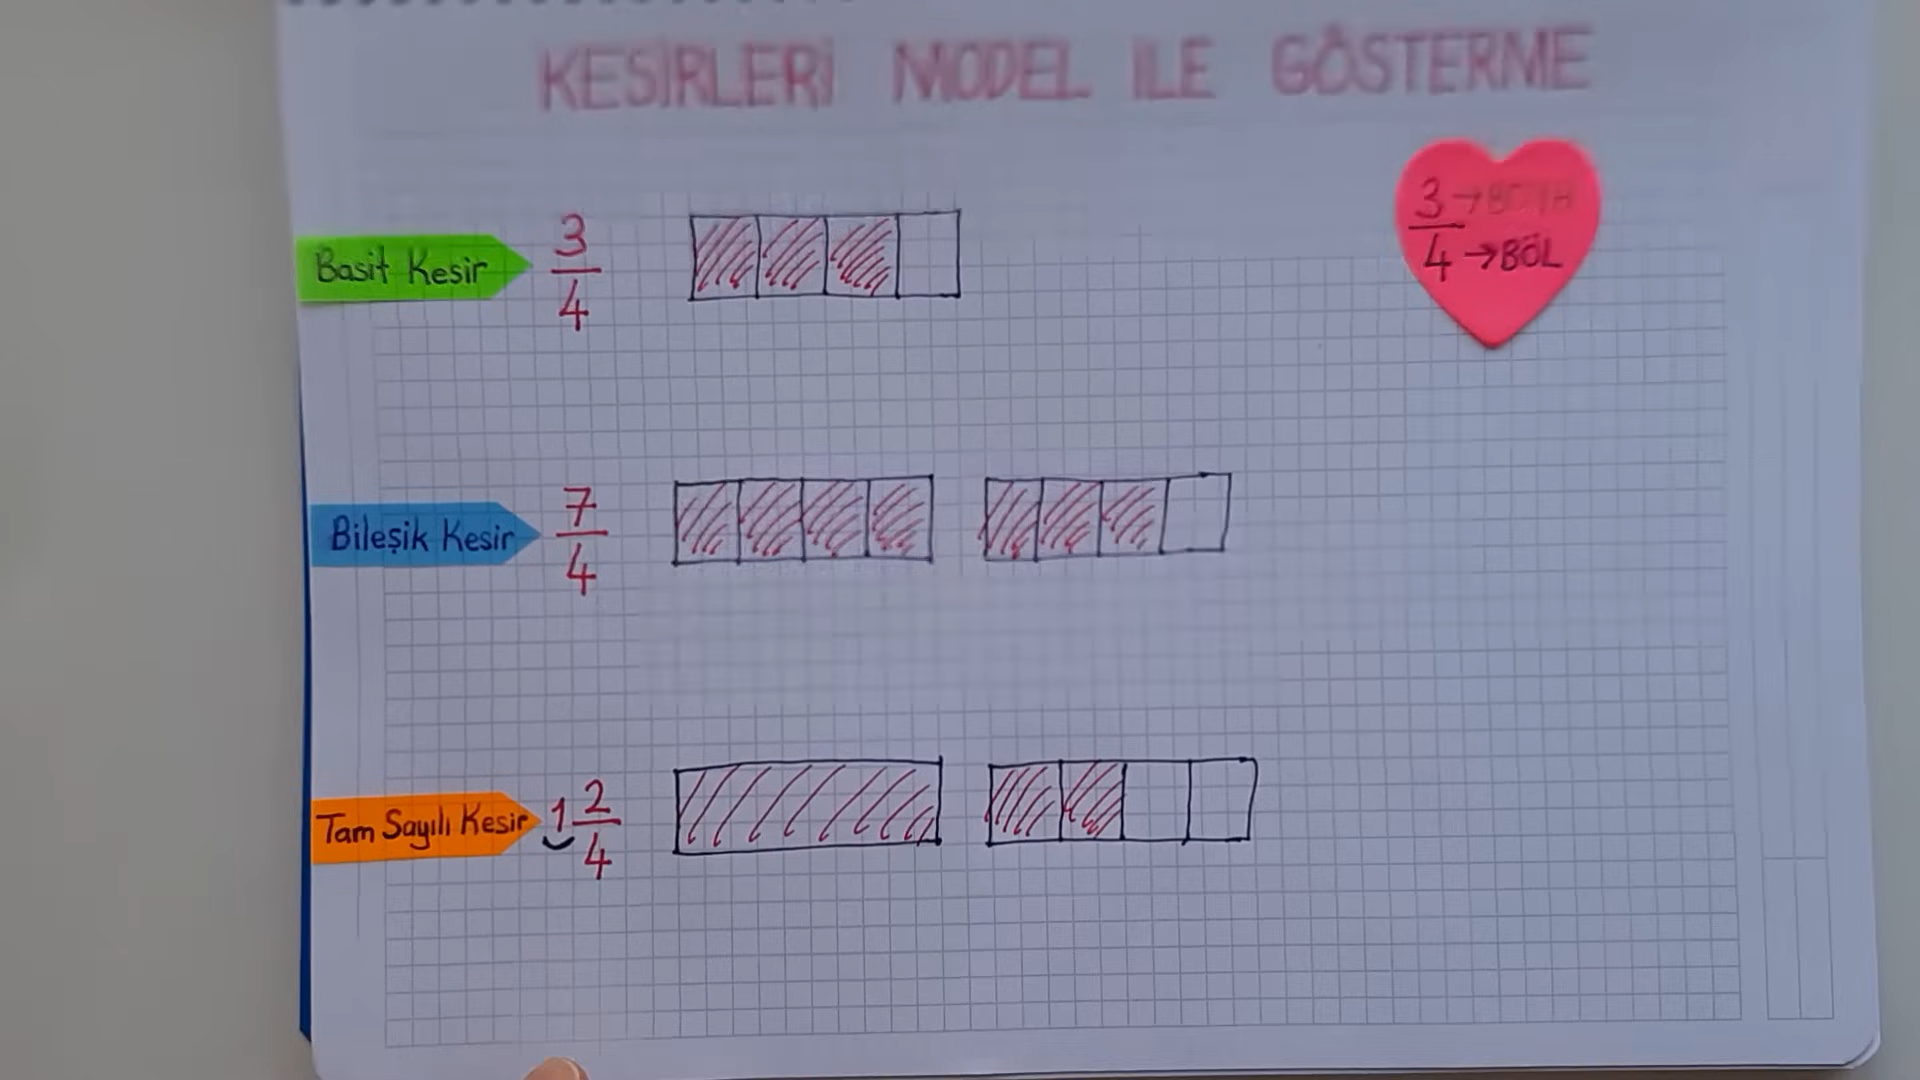 KESİRLERİ MODEL İLE GÖSTERME
3 →
4 → BÖL
Basit Kesir
3
4
Bileşik Kesir
7
4
Tam Sayılı Kesir
1 2
4